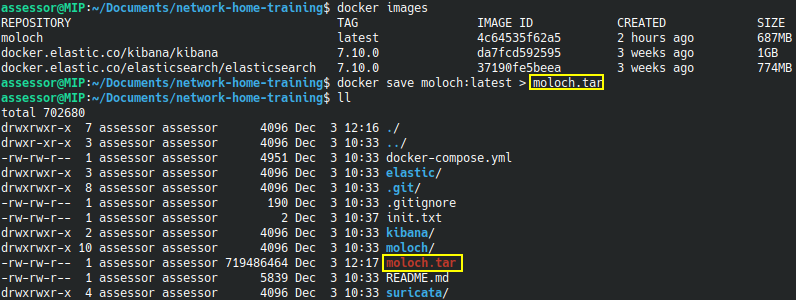 assessor@MIP:~/Documents/network-home-training$ docker images
REPOSITORY TAG IMAGE ID CREATED SIZE
moloch latest 4c64535f62a5 2 hours ago 687MB
docker.elastic.co/kibana/kibana 7.10.0 da7fcd592595 3 weeks ago 1GB
docker.elastic.co/elasticsearch/elasticsearch 7.10.0 37190fe5beea 3 weeks ago 774MB
assessor@MIP:~/Documents/network-home-training$ docker save moloch:latest > moloch.tar
assessor@MIP:~/Documents/network-home-training$ ll
total 702680
drwxrwxr-x 7 assessor assessor 4096 Dec 3 12:16 ./
drwxr-xr-x 3 assessor assessor 4096 Dec 3 10:33 ../
-rw-rw-r-- 1 assessor assessor 4951 Dec 3 10:33 docker-compose.yml
drwxrwxr-x 3 assessor assessor 4096 Dec 3 10:33 elastic/
drwxrwxr-x 8 assessor assessor 4096 Dec 3 10:33 .git/
-rw-rw-r-- 1 assessor assessor 190 Dec 3 10:33 .gitignore
-rw-rw-r-- 1 assessor assessor 2 Dec 3 10:37 init.txt
drwxrwxr-x 2 assessor assessor 4096 Dec 3 10:33 kibana/
drwxrwxr-x 10 assessor assessor 4096 Dec 3 10:33 moloch/
-rw-rw-r-- 1 assessor assessor 719486464 Dec 3 12:17 moloch.tar
-rw-rw-r-- 1 assessor assessor 5839 Dec 3 10:33 README.md
drwxrwxr-x 4 assessor assessor 4096 Dec 3 10:33 suricata/